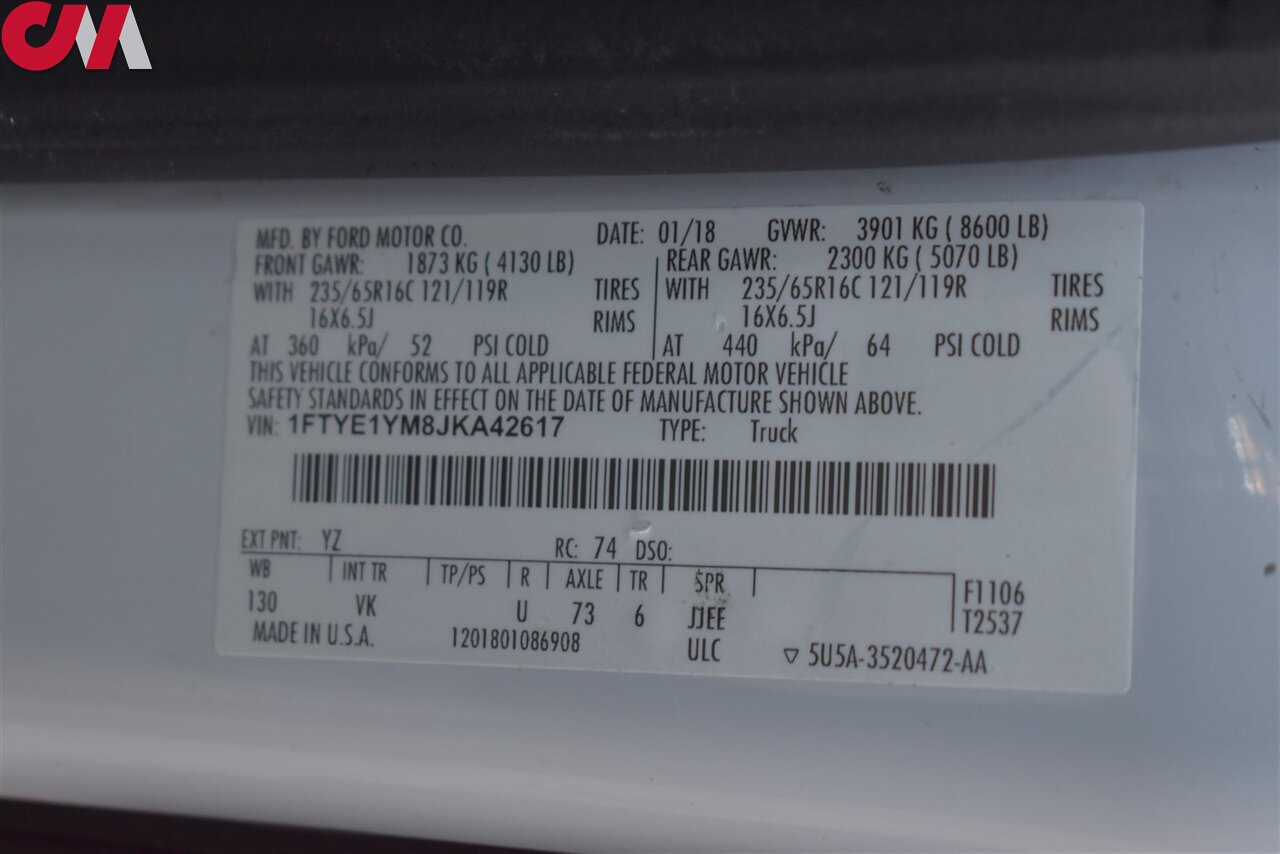 CM
MFD. BY FORD MOTOR CO. DATE: 01/18 GVWR: 3901 KG ( 8600 LB)
FRONT GAWR: 1873 KG ( 4130 LB) REAR GAWR: 2300 KG ( 5070 LB)
WITH 235/65R16C 121/119R TIRES WITH 235/65R16C 121/119R TIRES
16X6.5J RIMS 16X6.5J RIMS
AT 360 kPa/ 52 PSI COLD AT 440 kPa/ 64 PSI COLD
THIS VEHICLE CONFORMS TO ALL APPLICABLE FEDERAL MOTOR VEHICLE
SAFETY STANDARDS IN EFFECT ON THE DATE OF MANUFACTURE SHOWN ABOVE.
VIN: 1FTYE1YM8JKA42617 TYPE: Truck
EXT PNT: YZ RC: 74 DSO:
WB INT TR TP/PS R AXLE TR SPR F1106
130 VK U 73 6 JJEE T2537
MADE IN U.S.A. 1201801086908 ULC ▽ 5U5A-3520472-AA